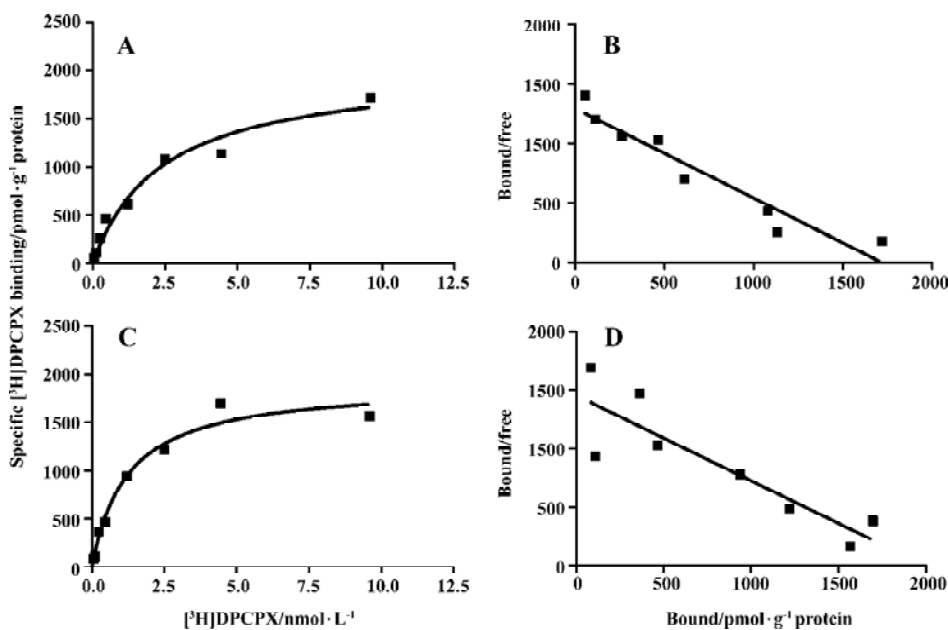 A
2500
2000
1500
1000
500
0
0.0 2.5 5.0 7.5 10.0 12.5
B
Bound/free
2000
1500
1500
500
0
0 500 1000 1500 2000
Specific [³H]DPCPX binding/pmol·g⁻¹ protein
C
2500
2000
1500
1000
500
0
0.0 2.5 5.0 7.5 10.0 12.5
[³H]DPCPX/nmol·L⁻¹
D
Bound/free
2000
1500
1500
500
0
0 500 1000 1500 2000
Bound/pmol·g⁻¹ protein